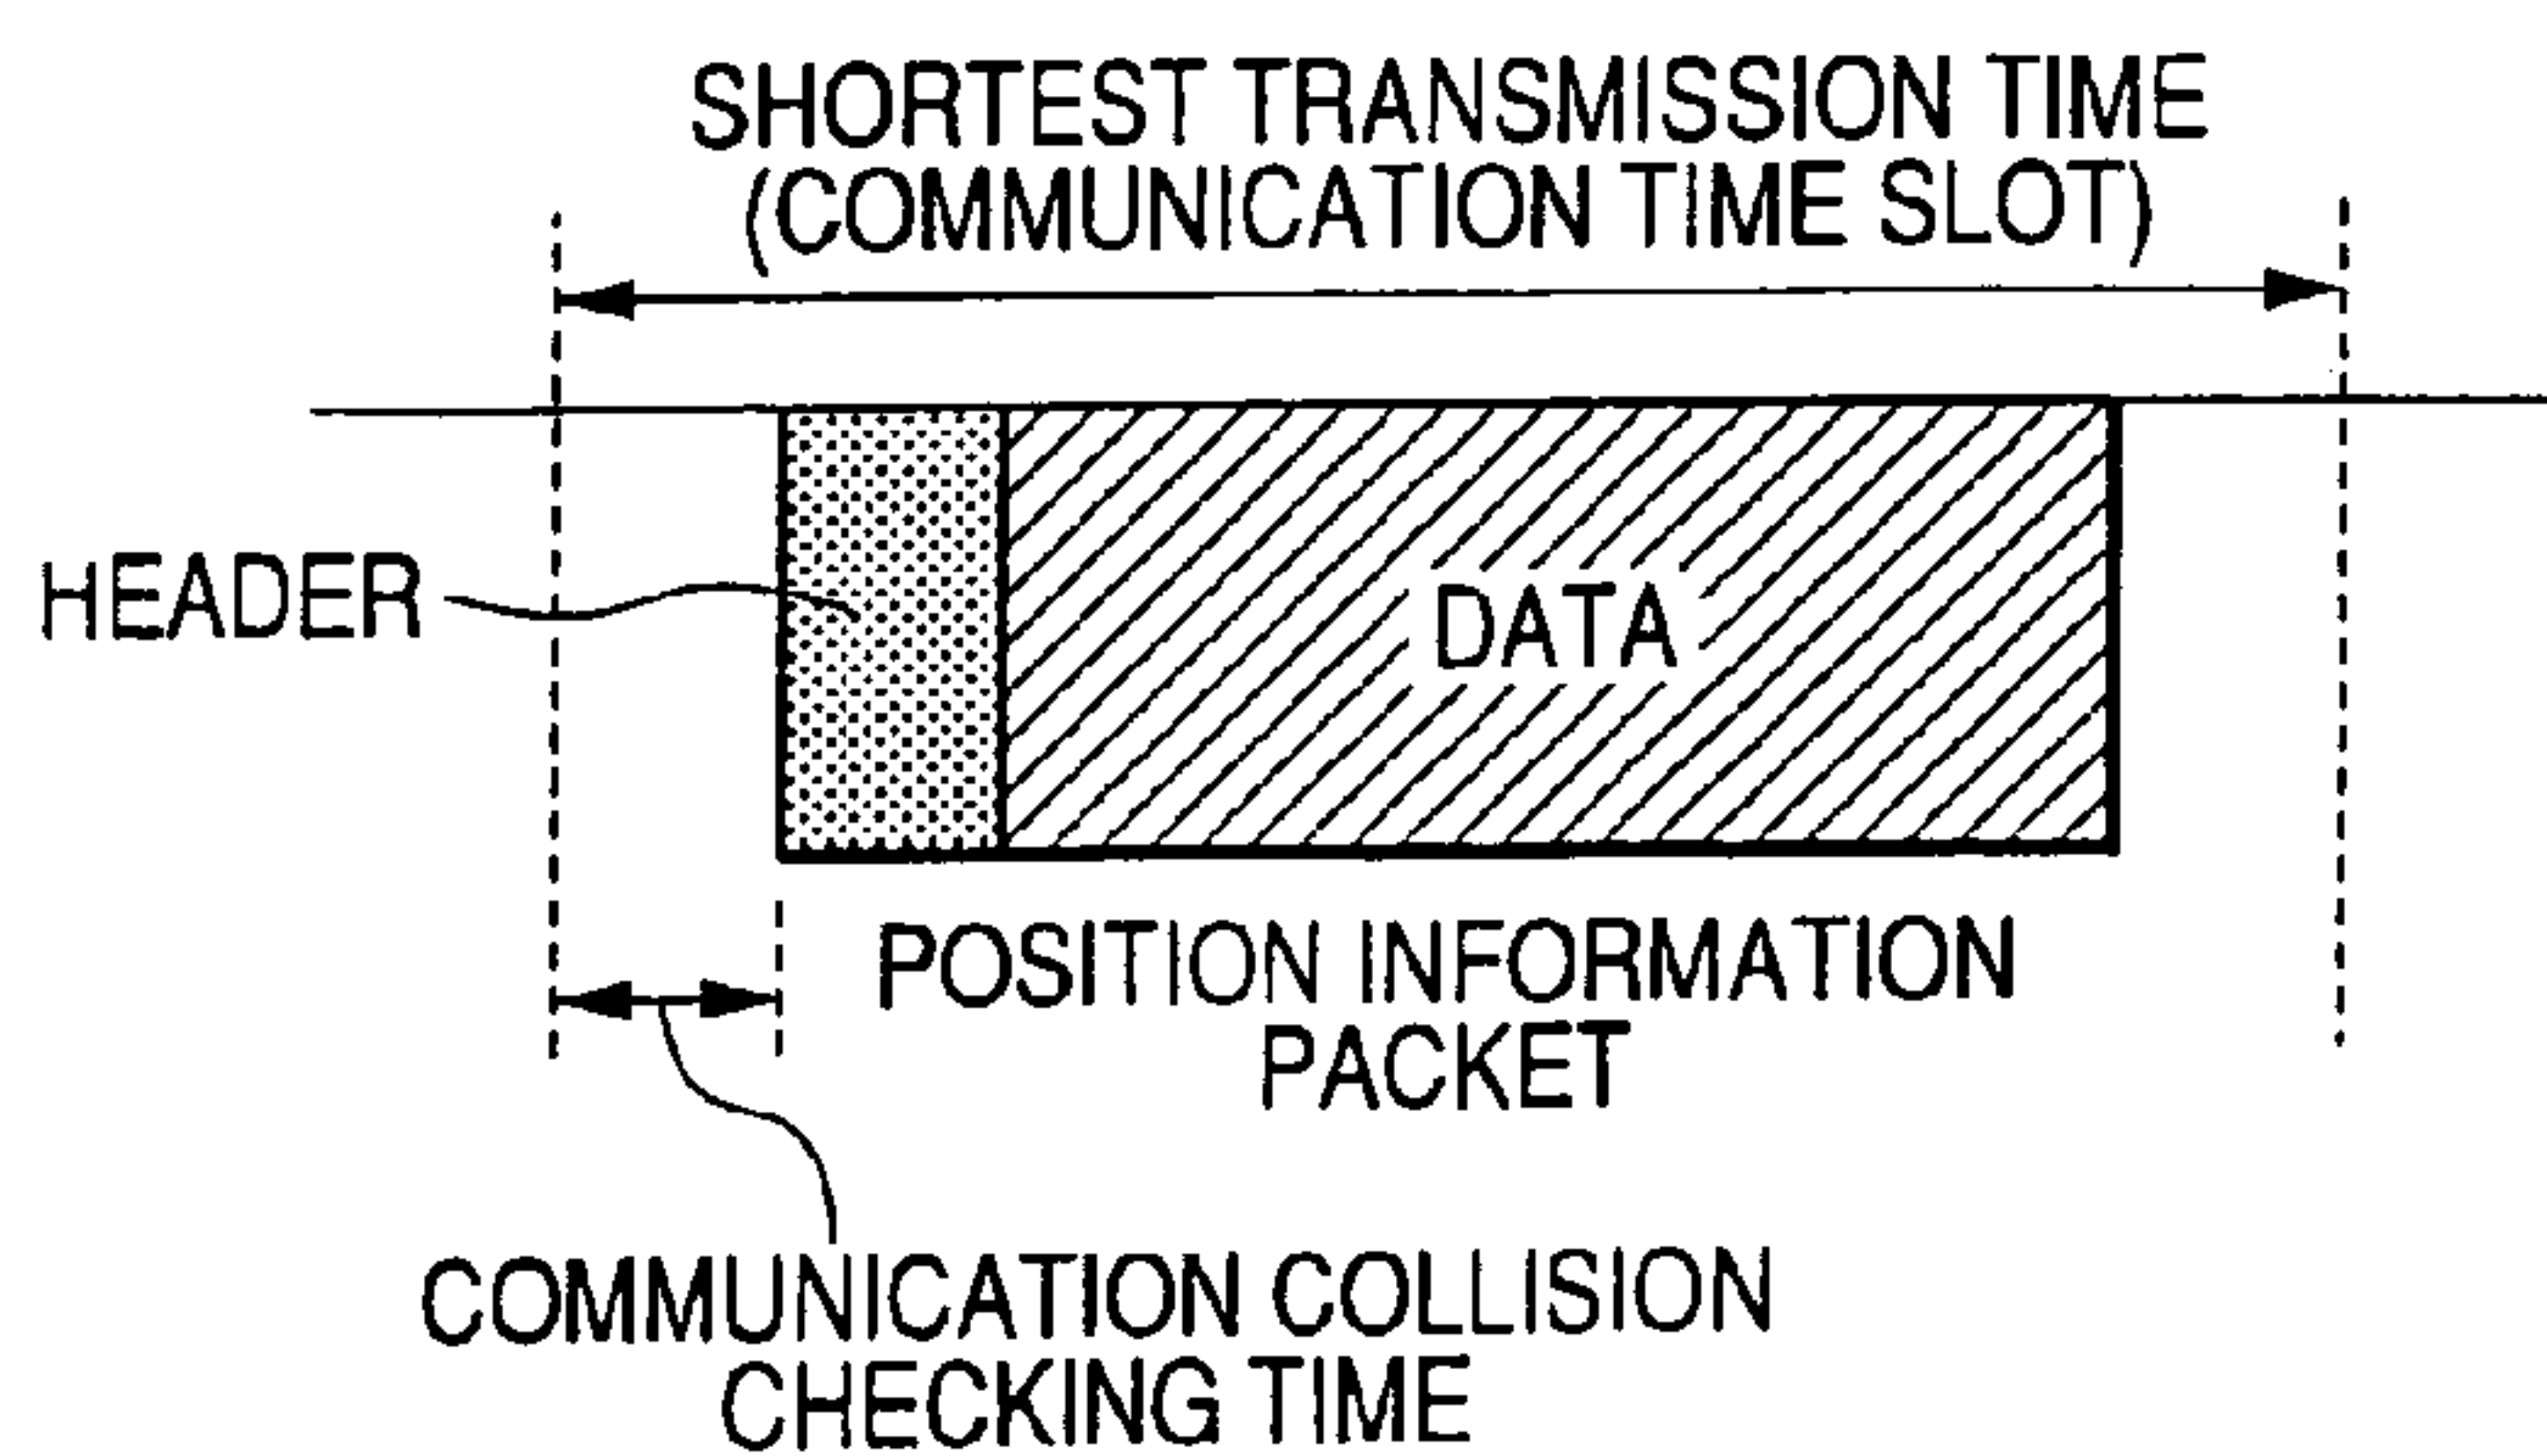 SHORTEST TRANSMISSION TIME
(COMMUNICATION TIME SLOT)
HEADER
DATA
POSITION INFORMATION
PACKET
COMMUNICATION COLLISION
CHECKING TIME